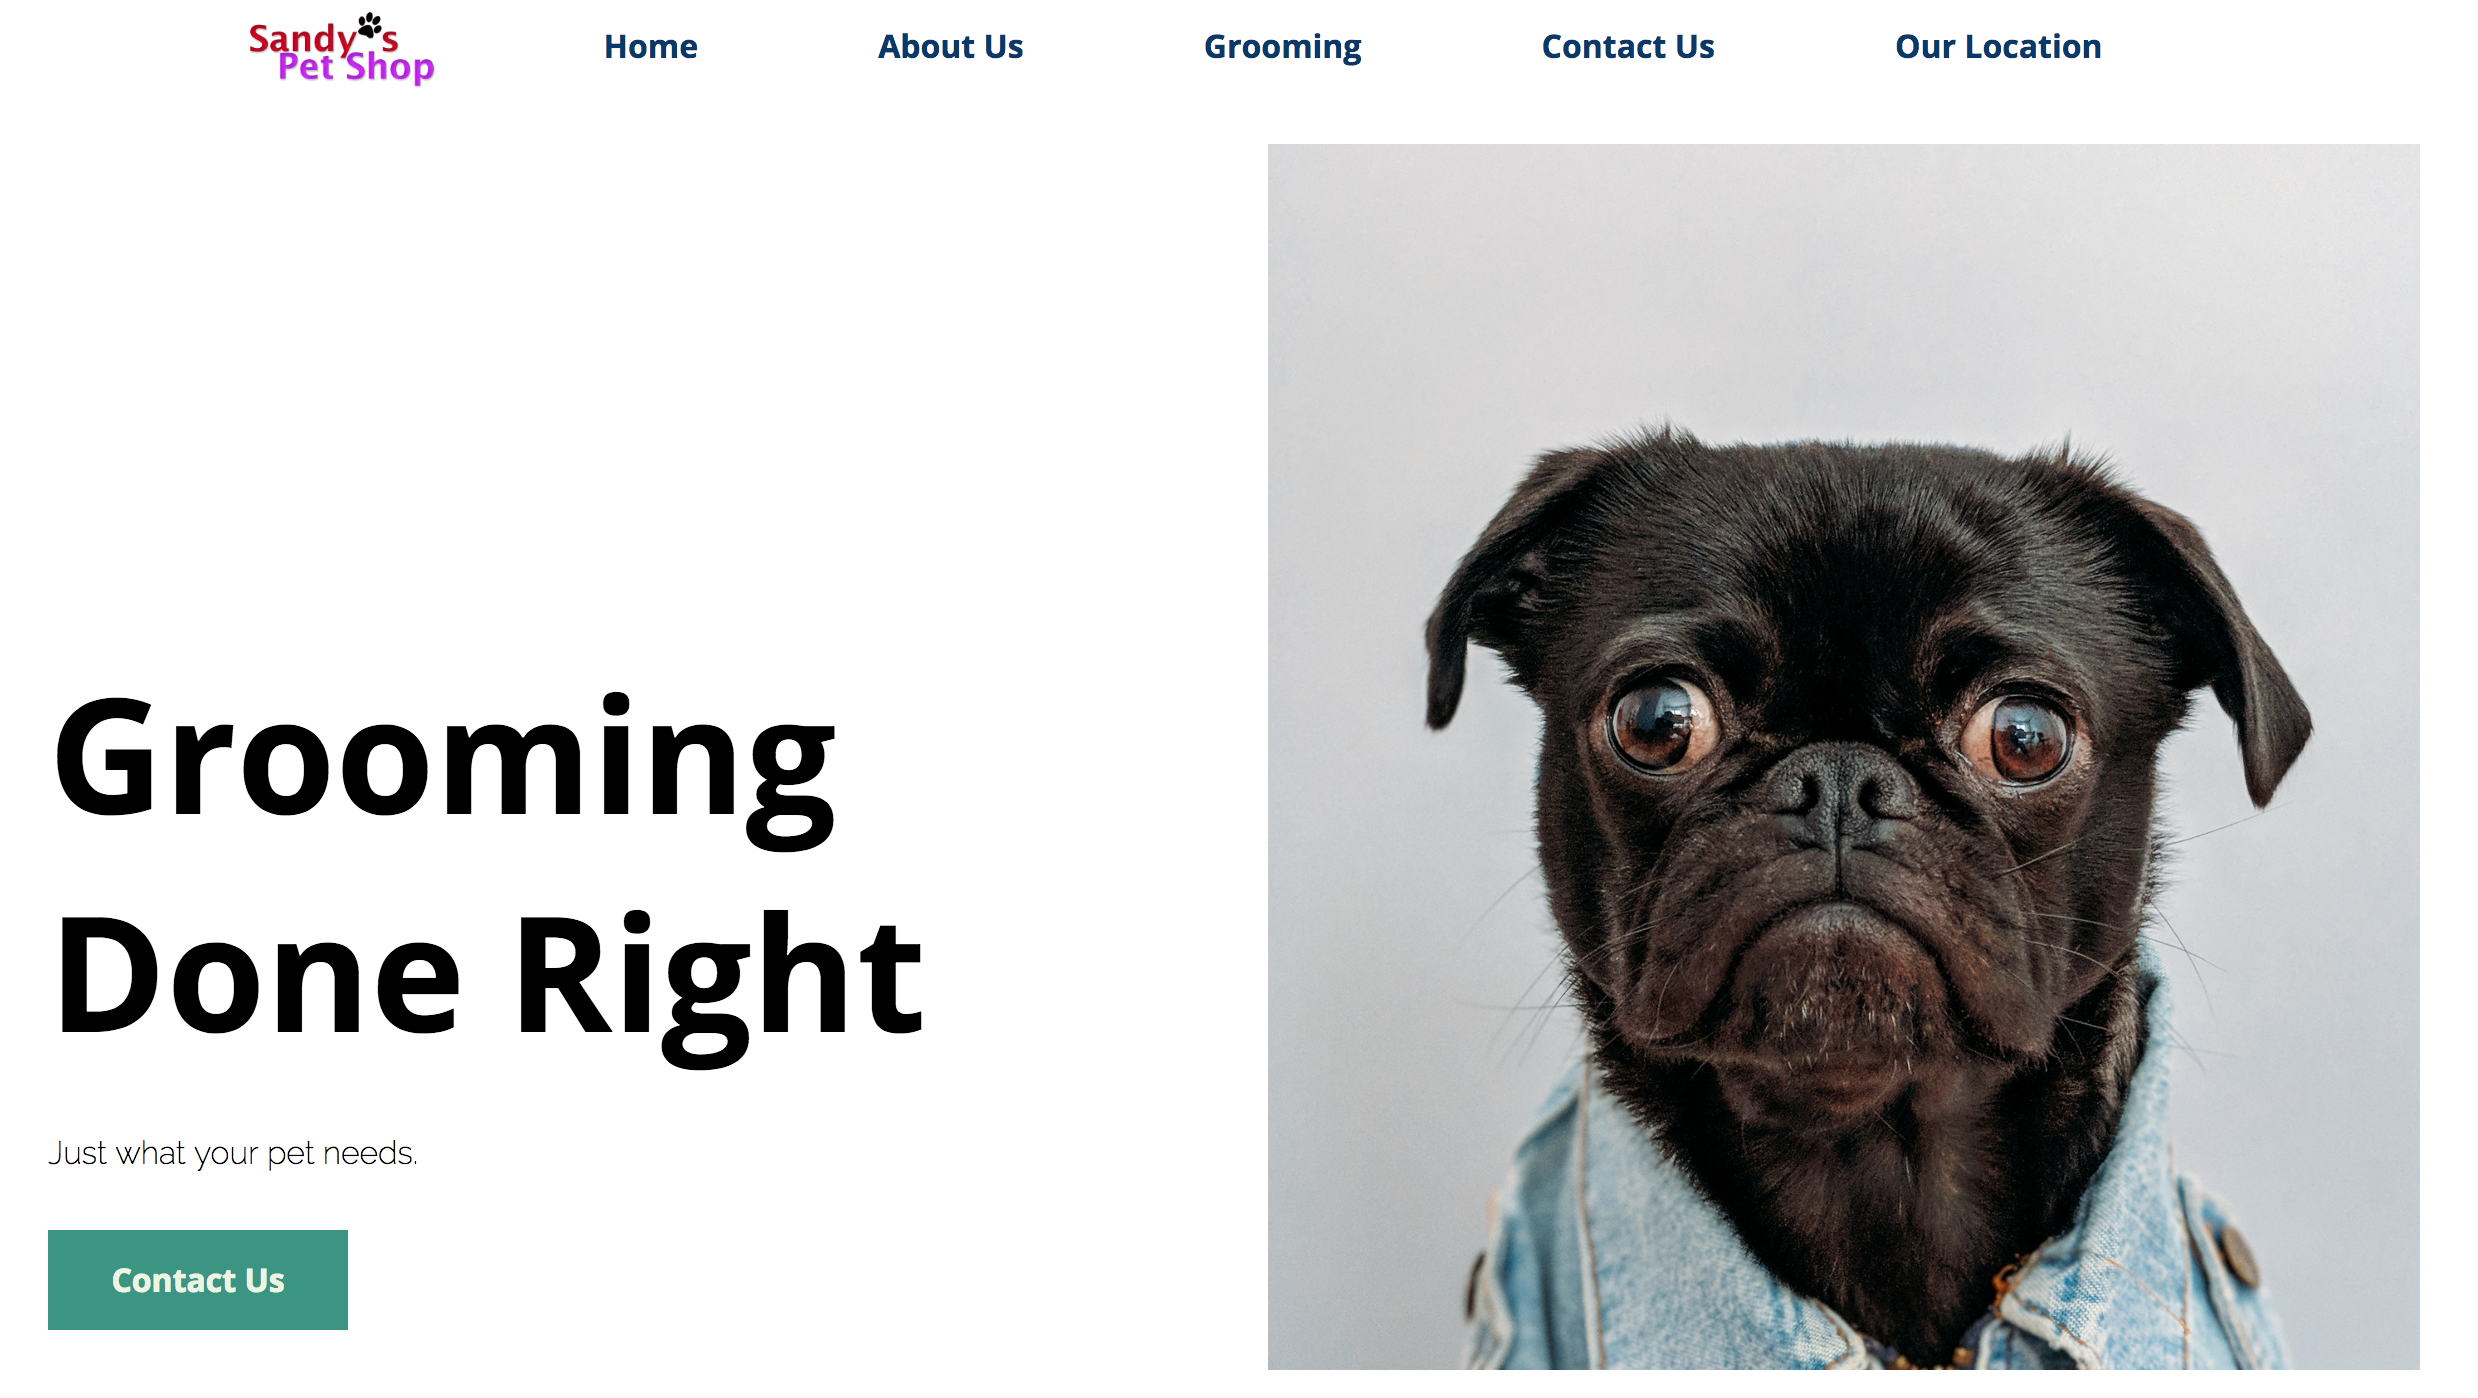 Sandy's
Pet Shop
Home
About Us
Grooming
Contact Us
Our Location
Grooming
Done Right
Just what your pet needs.
Contact Us